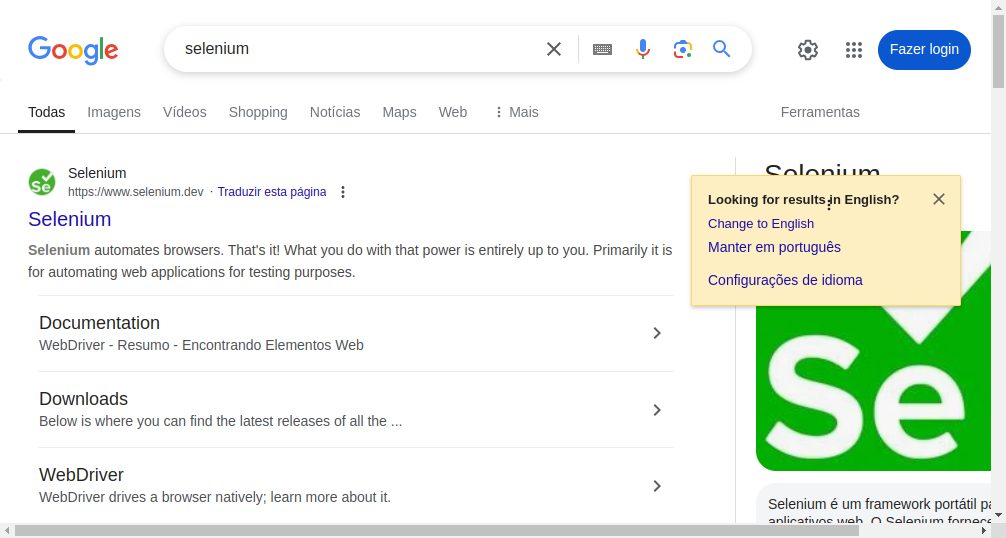 Google
selenium
Fazer login
Todas Imagens Vídeos Shopping Notícias Maps Web Mais Ferramentas
Selenium
https://www.selenium.dev · Traduzir esta página
Selenium
Selenium automates browsers. That's it! What you do with that power is entirely up to you. Primarily it is
for automating web applications for testing purposes.
Documentation
WebDriver - Resumo - Encontrando Elementos Web
Downloads
Below is where you can find the latest releases of all the ...
WebDriver
WebDriver drives a browser natively; learn more about it.
Selenium
Looking for results in English?
Change to English
Manter em português
Configurações de idioma
Se
Selenium é um framework portátil
aplicativos web. O Selenium